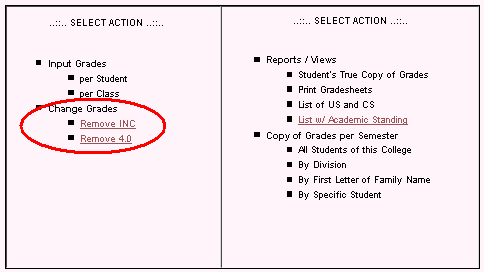 ..::.. SELECT ACTION ..::..
Input Grades
per Student
per Class
Change Grades
Remove INC
Remove 4.0
..::.. SELECT ACTION ..::..
Reports / Views
Student's True Copy of Grades
Print Gradesheets
List of US and CS
List w/ Academic Standing
Copy of Grades per Semester
All Students of this College
By Division
By First Letter of Family Name
By Specific Student